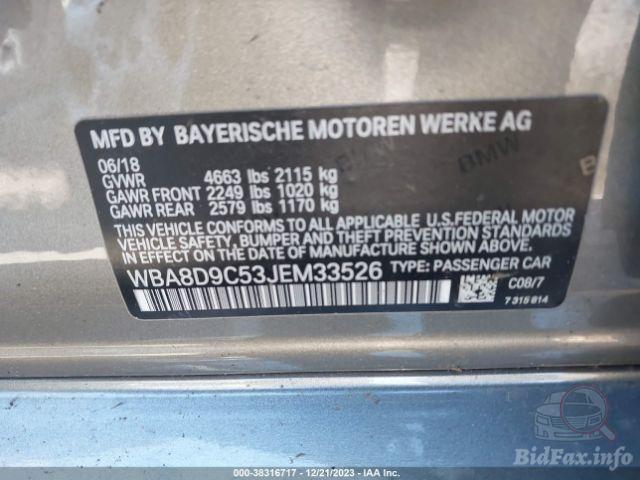 MFD BY BAYERISCHE MOTOREN WERKE AG
06/18
GVWR 4663 lbs 2115 kg
GAWR FRONT 2249 lbs 1020 kg
GAWR REAR 2579 lbs 1170 kg
THIS VEHICLE CONFORMS TO ALL APPLICABLE U.S.FEDERAL MOTOR
VEHICLE SAFETY, BUMPER AND THEFT PREVENTION STANDARDS
IN EFFECT ON THE DATE OF MANUFACTURE SHOWN ABOVE.
WBA8D9C53JEM33526 TYPE: PASSENGER CAR
C08/7
7 315 814
BMW
BMW
BidFax.info
000-38316717 - 12/21/2023 - IAA Inc.